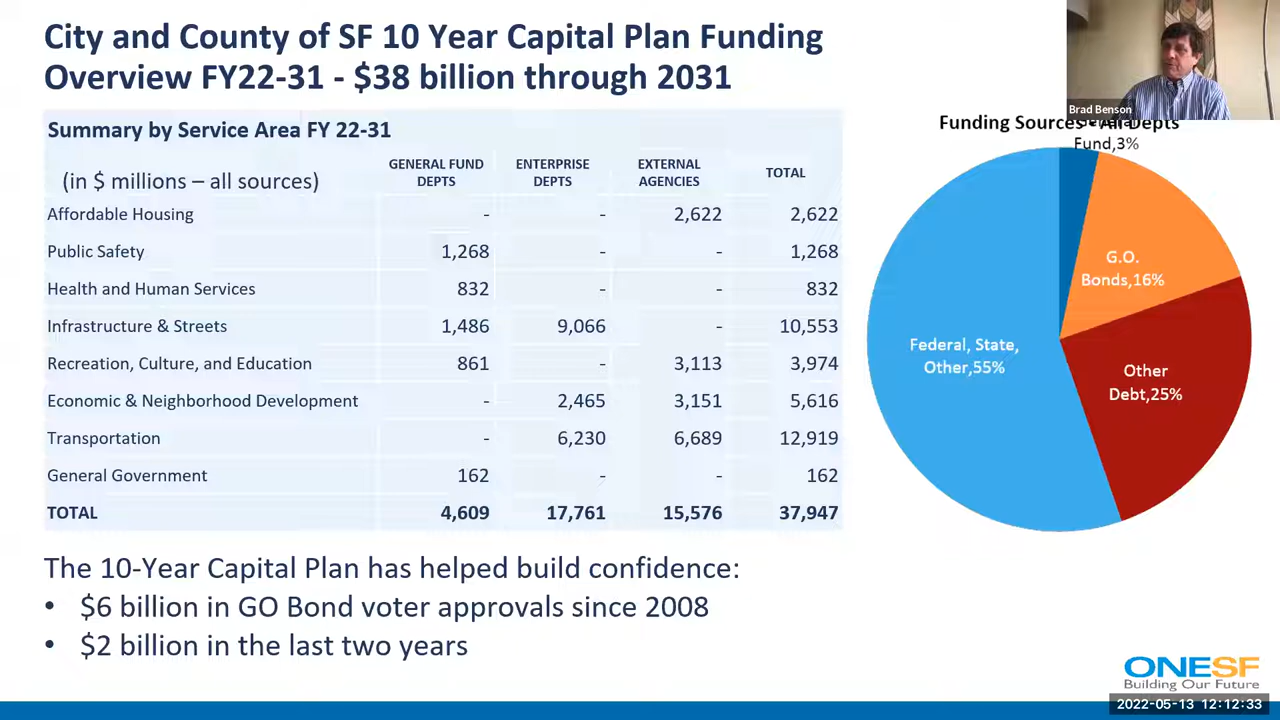 City and County of SF 10 Year Capital Plan Funding
Overview FY22-31 - $38 billion through 2031
Brad Benson
Summary by Service Area FY 22-31
(in $ millions – all sources) GENERAL FUND DEPTS ENTERPRISE DEPTS EXTERNAL AGENCIES TOTAL
Affordable Housing - - 2,622 2,622
Public Safety 1,268 - - 1,268
Health and Human Services 832 - - 832
Infrastructure & Streets 1,486 9,066 - 10,553
Recreation, Culture, and Education 861 - 3,113 3,974
Economic & Neighborhood Development - 2,465 3,151 5,616
Transportation - 6,230 6,689 12,919
General Government 162 - - 162
TOTAL 4,609 17,761 15,576 37,947
Funding Sources - All Depts
Fund,3%
G.O.
Bonds,16%
Federal, State,
Other,55%
Other
Debt,25%
The 10-Year Capital Plan has helped build confidence:
• $6 billion in GO Bond voter approvals since 2008
• $2 billion in the last two years
ONESF
Building Our Future
2022-05-13 12:12:33